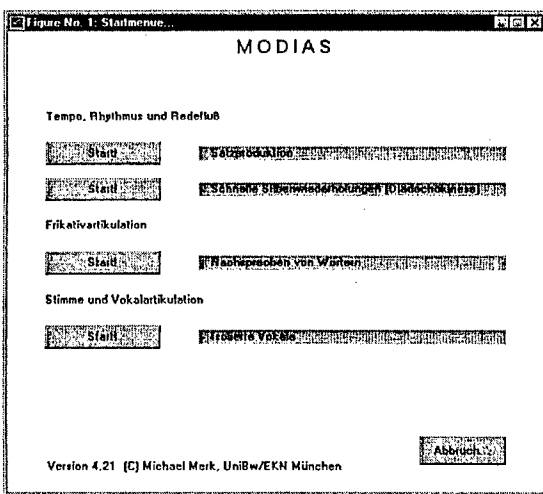 Figure No. 1: Startmenue...
MODIAS
Tempo, Rhythmus und Redefluß
Start! Satzproduktion
Start! Schnelle Silbenwiederholungen (Diadochokinese)
Frikativartikulation
Start! Nachsprechen von Wörtern
Stimme und Vokalartikulation
Start! Isolierte Vokale
Abbruch...
Version 4.21 (C) Michael Merk, UniBw/EKN München